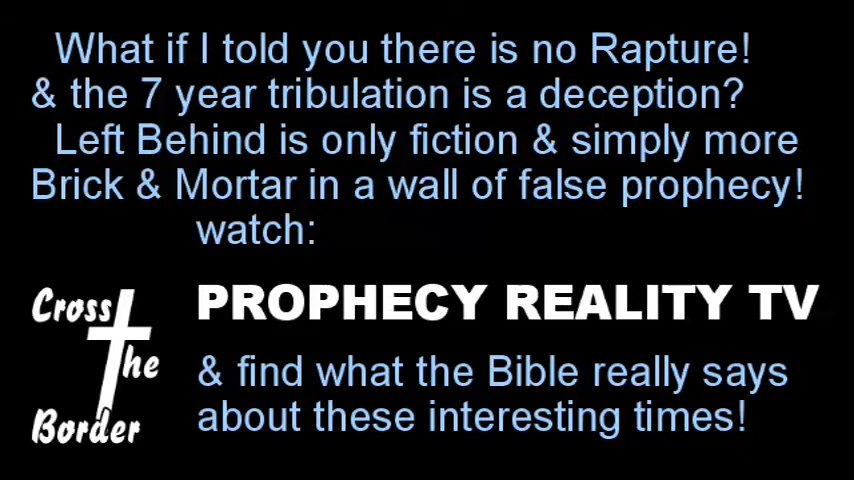 What if I told you there is no Rapture!
& the 7 year tribulation is a deception?
Left Behind is only fiction & simply more
Brick & Mortar in a wall of false prophecy!
watch:
Cross
The
Border
PROPHECY REALITY TV
& find what the Bible really says
about these interesting times!